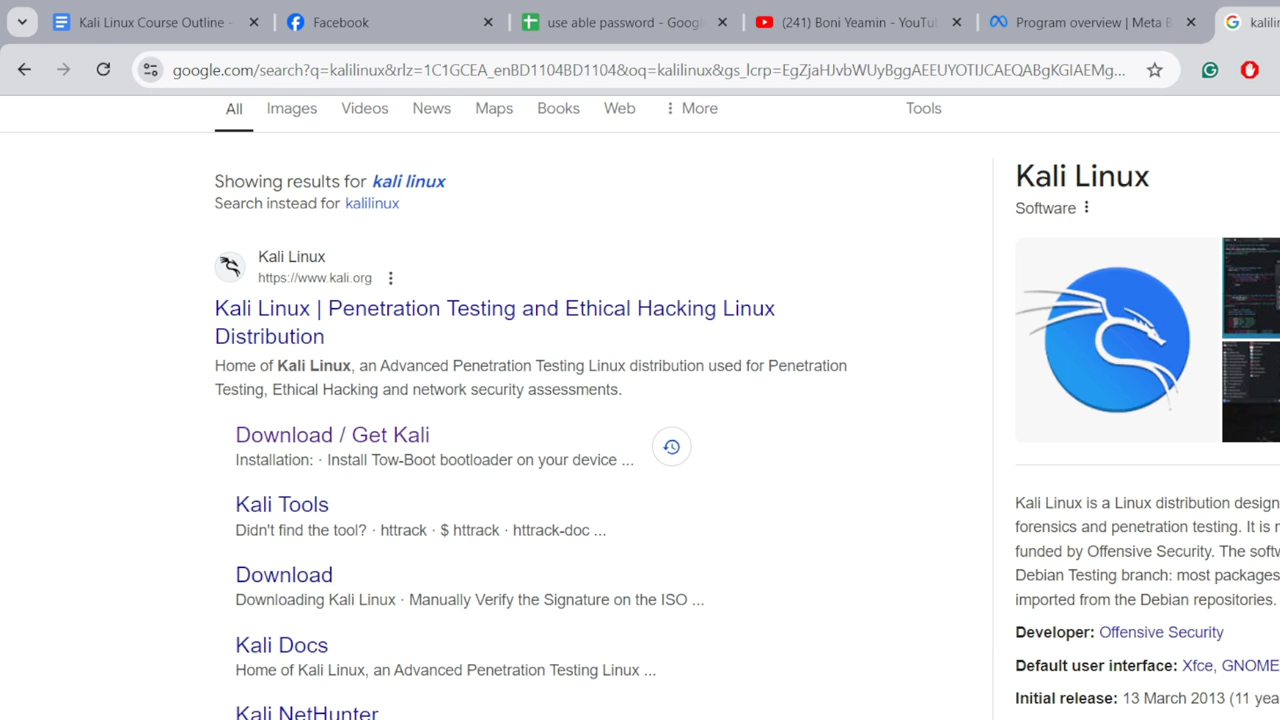 Kali Linux Course Outline -
Facebook
use able password - Google
(241) Boni Yeamin - YouTu
Program overview | Meta B
kalilin
google.com/search?q=kalilinux&rlz=1C1GCEA_enBD1104BD1104&oq=kalilinux&gs_lcrp=EgZjaHJvbWUyBggAEEUYOTIJCAEQABgKGIAEMg...
All Images Videos News Maps Books Web More Tools
Showing results for kali linux
Search instead for kalilinux
Kali Linux
https://www.kali.org
Kali Linux | Penetration Testing and Ethical Hacking Linux
Distribution
Home of Kali Linux, an Advanced Penetration Testing Linux distribution used for Penetration
Testing, Ethical Hacking and network security assessments.
Download / Get Kali
Installation: · Install Tow-Boot bootloader on your device ...
Kali Tools
Didn't find the tool? · httrack · $ httrack · httrack-doc ...
Download
Downloading Kali Linux · Manually Verify the Signature on the ISO ...
Kali Docs
Home of Kali Linux, an Advanced Penetration Testing Linux ...
Kali NetHunter
Kali Linux
Software
Kali Linux is a Linux distribution design
forensics and penetration testing. It is
funded by Offensive Security. The softw
Debian Testing branch: most packages
imported from the Debian repositories.
Developer: Offensive Security
Default user interface: Xfce, GNOME
Initial release: 13 March 2013 (11 yea